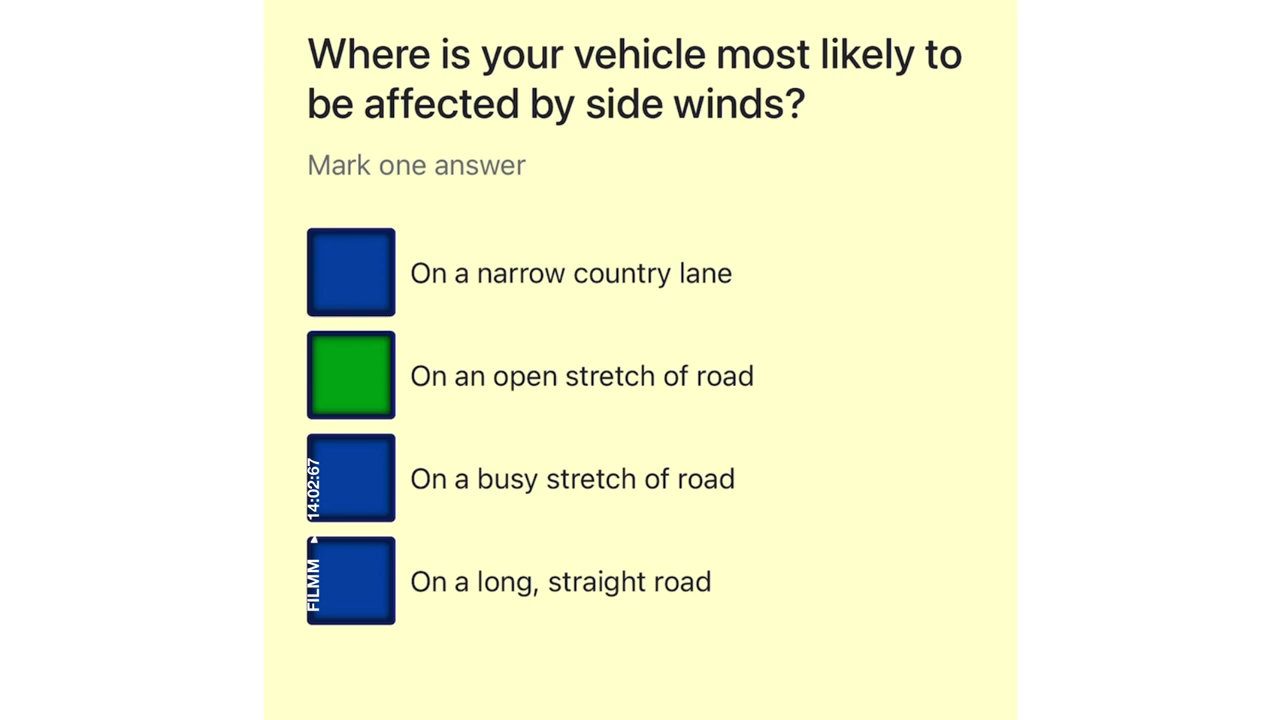 Where is your vehicle most likely to
be affected by side winds?
Mark one answer
On a narrow country lane
On an open stretch of road
On a busy stretch of road
On a long, straight road
FILMM ▸ 14:02:67